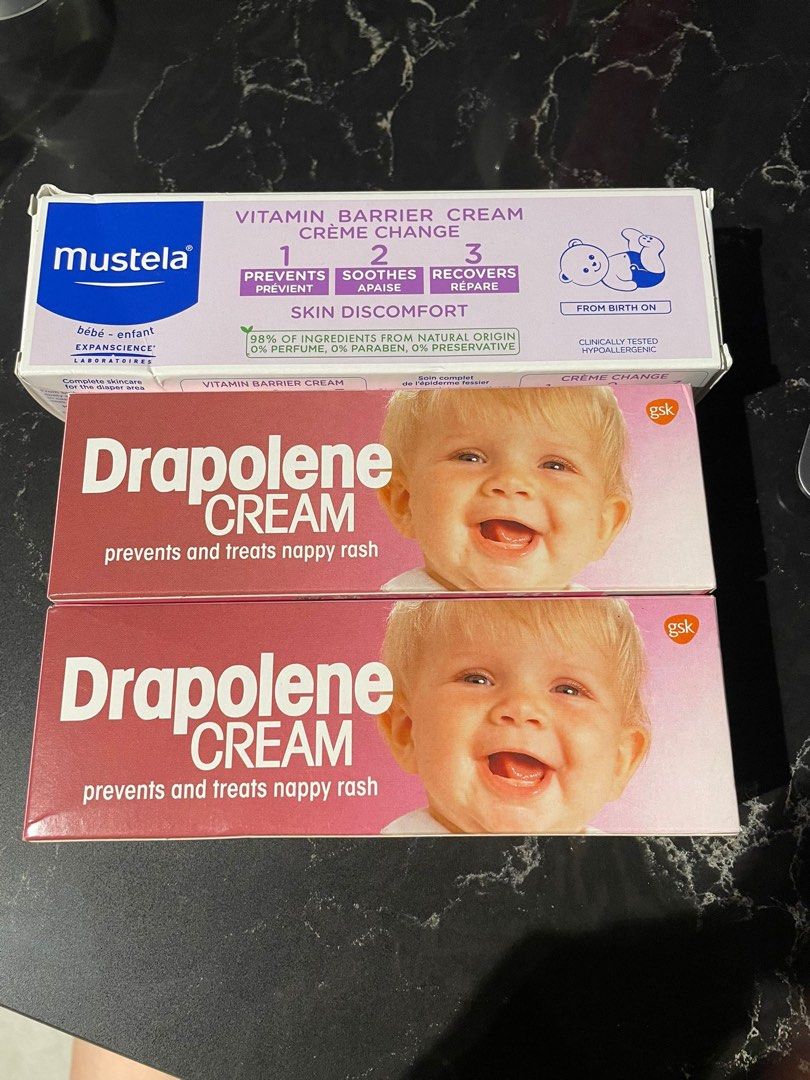 mustela®
bébé - enfant
EXPANSCIENCE®
LABORATOIRES
VITAMIN BARRIER CREAM
CRÈME CHANGE
1 2 3
PREVENTS SOOTHES RECOVERS
PRÉVIENT APAISE RÉPARE
SKIN DISCOMFORT
98% OF INGREDIENTS FROM NATURAL ORIGIN
0% PERFUME, 0% PARABEN, 0% PRESERVATIVE
FROM BIRTH ON
CLINICALLY TESTED
HYPOALLERGENIC
Complete skincare
for the diaper area
VITAMIN BARRIER CREAM
Soin complet
de l'épiderme fessier
CRÈME CHANGE
gsk
Drapolene
CREAM
prevents and treats nappy rash
gsk
Drapolene
CREAM
prevents and treats nappy rash